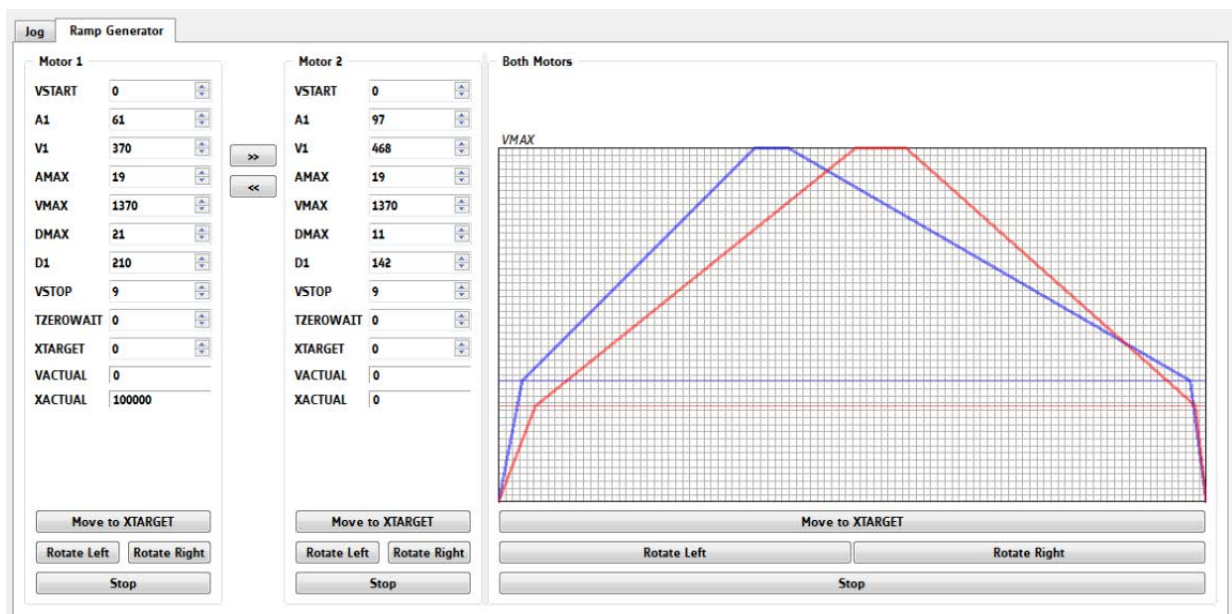 Jog Ramp Generator
Motor 1
VSTART 0
A1 61
V1 370
AMAX 19
VMAX 1370
DMAX 21
D1 210
VSTOP 9
TZEROWAIT 0
XTARGET 0
VACTUAL 0
XACTUAL 100000
Move to XTARGET
Rotate Left Rotate Right
Stop
>>
<<
Motor 2
VSTART 0
A1 97
V1 468
AMAX 19
VMAX 1370
DMAX 11
D1 142
VSTOP 9
TZEROWAIT 0
XTARGET 0
VACTUAL 0
XACTUAL 0
Move to XTARGET
Rotate Left Rotate Right
Stop
Both Motors
VMAX
Move to XTARGET
Rotate Left Rotate Right
Stop